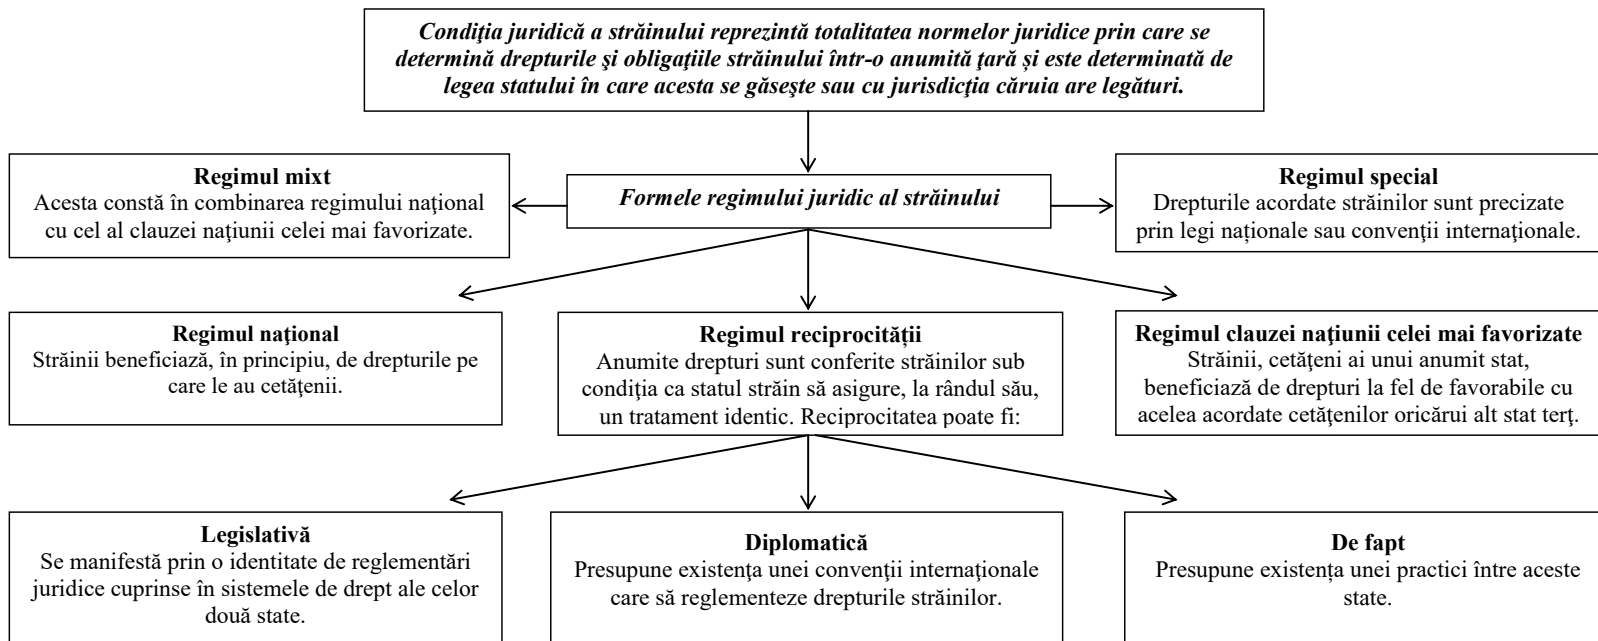 Condiţia juridică a străinului reprezintă totalitatea normelor juridice prin care se
determină drepturile şi obligaţiile străinului într-o anumită ţară și este determinată de
legea statului în care acesta se găseşte sau cu jurisdicţia căruia are legături.
Regimul mixt
Acesta constă în combinarea regimului naţional
cu cel al clauzei naţiunii celei mai favorizate.
Formele regimului juridic al străinului
Regimul special
Drepturile acordate străinilor sunt precizate
prin legi naționale sau convenţii internaţionale.
Regimul naţional
Străinii beneficiază, în principiu, de drepturile pe
care le au cetăţenii.
Regimul reciprocității
Anumite drepturi sunt conferite străinilor sub
condiţia ca statul străin să asigure, la rândul său,
un tratament identic. Reciprocitatea poate fi:
Regimul clauzei naţiunii celei mai favorizate
Străinii, cetăţeni ai unui anumit stat,
beneficiază de drepturi la fel de favorabile cu
acelea acordate cetăţenilor oricărui alt stat terţ.
Legislativă
Se manifestă prin o identitate de reglementări
juridice cuprinse în sistemele de drept ale celor
două state.
Diplomatică
Presupune existenţa unei convenţii internaţionale
care să reglementeze drepturile străinilor.
De fapt
Presupune existența unei practici între aceste
state.